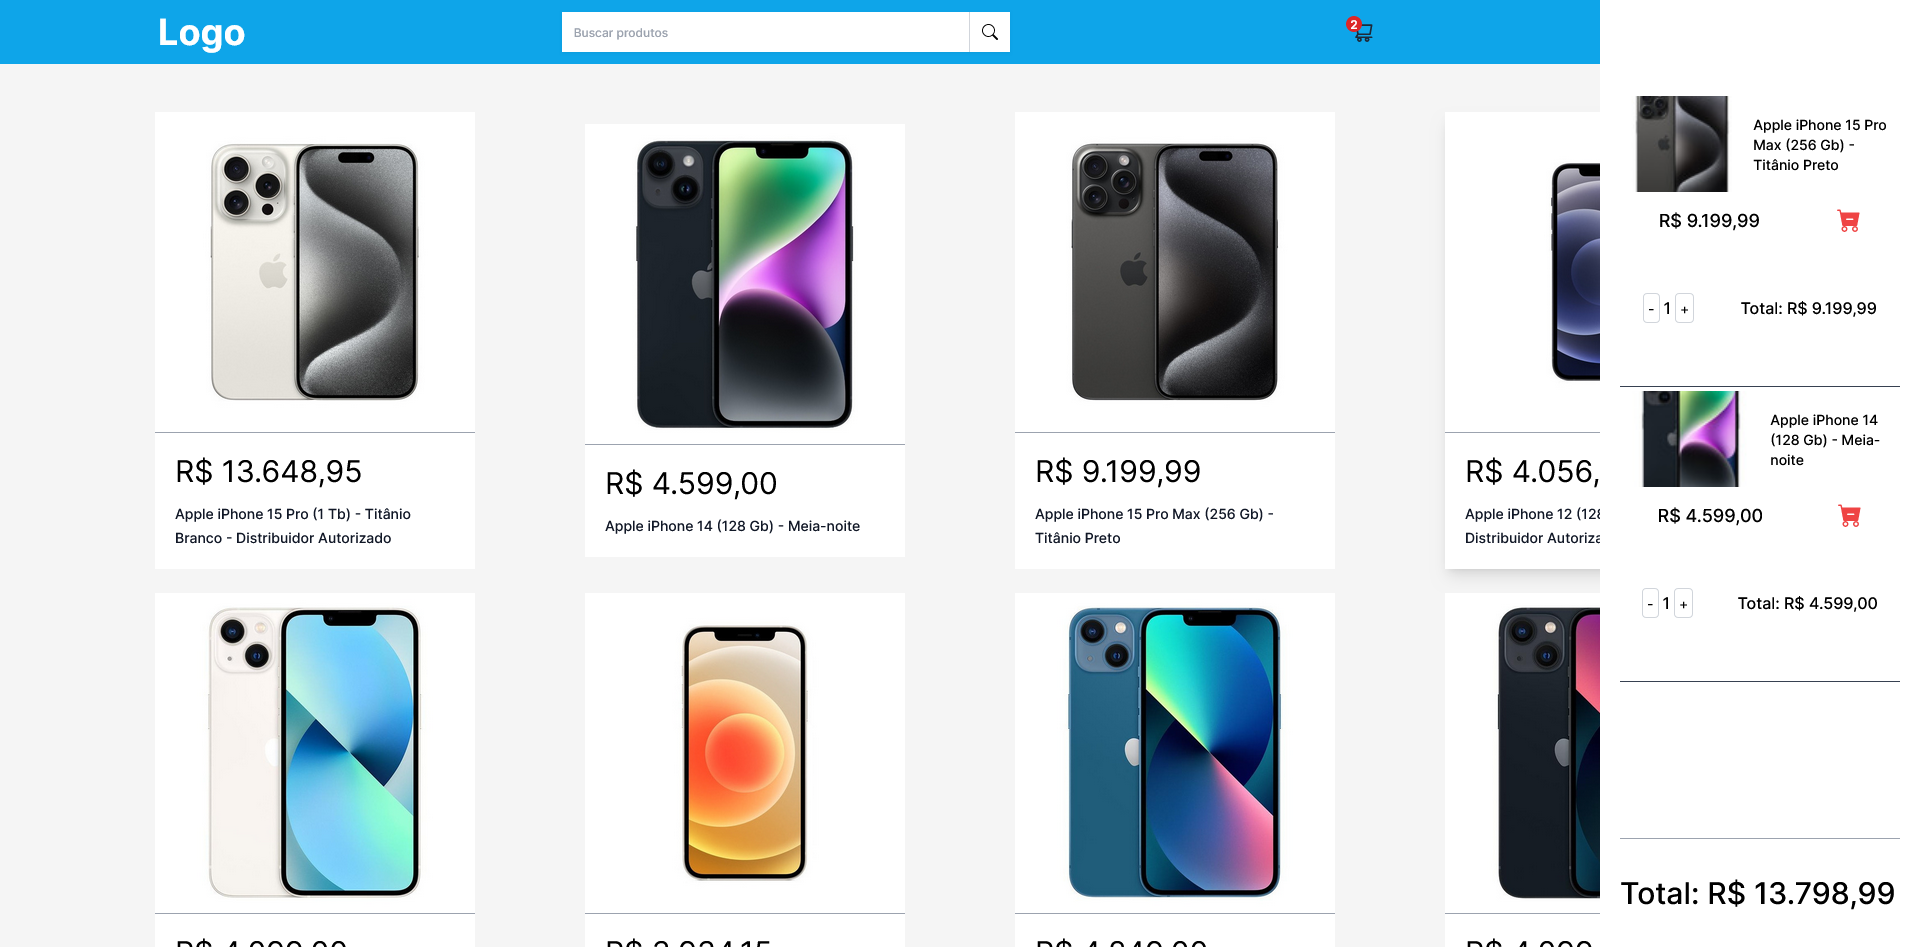 Logo
Buscar produtos
2
R$ 13.648,95
Apple iPhone 15 Pro (1 Tb) - Titânio
Branco - Distribuidor Autorizado
R$ 4.599,00
Apple iPhone 14 (128 Gb) - Meia-noite
R$ 9.199,99
Apple iPhone 15 Pro Max (256 Gb) -
Titânio Preto
R$ 4.056,
Apple iPhone 12 (128
Distribuidor Autoriza
Apple iPhone 15 Pro
Max (256 Gb) -
Titânio Preto
R$ 9.199,99
- 1 +
Total: R$ 9.199,99
Apple iPhone 14
(128 Gb) - Meia-
noite
R$ 4.599,00
- 1 +
Total: R$ 4.599,00
Total: R$ 13.798,99